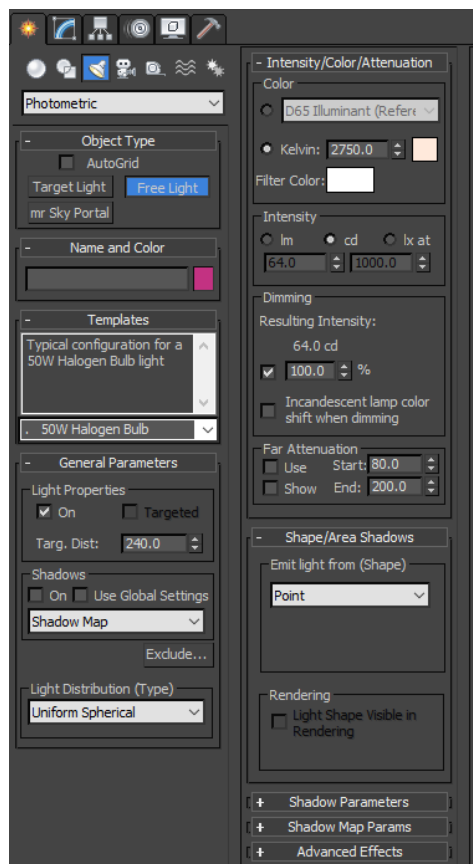 Photometric
- Object Type
AutoGrid
Target Light Free Light
mr Sky Portal
- Name and Color
- Templates
Typical configuration for a
50W Halogen Bulb light
. 50W Halogen Bulb
- General Parameters
Light Properties
On Targeted
Targ. Dist: 240.0
Shadows
On Use Global Settings
Shadow Map
Exclude...
Light Distribution (Type)
Uniform Spherical
- Intensity/Color/Attenuation
Color
D65 Illuminant (Refere
Kelvin: 2750.0
Filter Color:
Intensity
lm cd lx at
64.0 1000.0
Dimming
Resulting Intensity:
64.0 cd
100.0 %
Incandescent lamp color
shift when dimming
Far Attenuation
Use Start: 80.0
Show End: 200.0
- Shape/Area Shadows
Emit light from (Shape)
Point
Rendering
Light Shape Visible in
Rendering
+ Shadow Parameters
+ Shadow Map Params
+ Advanced Effects